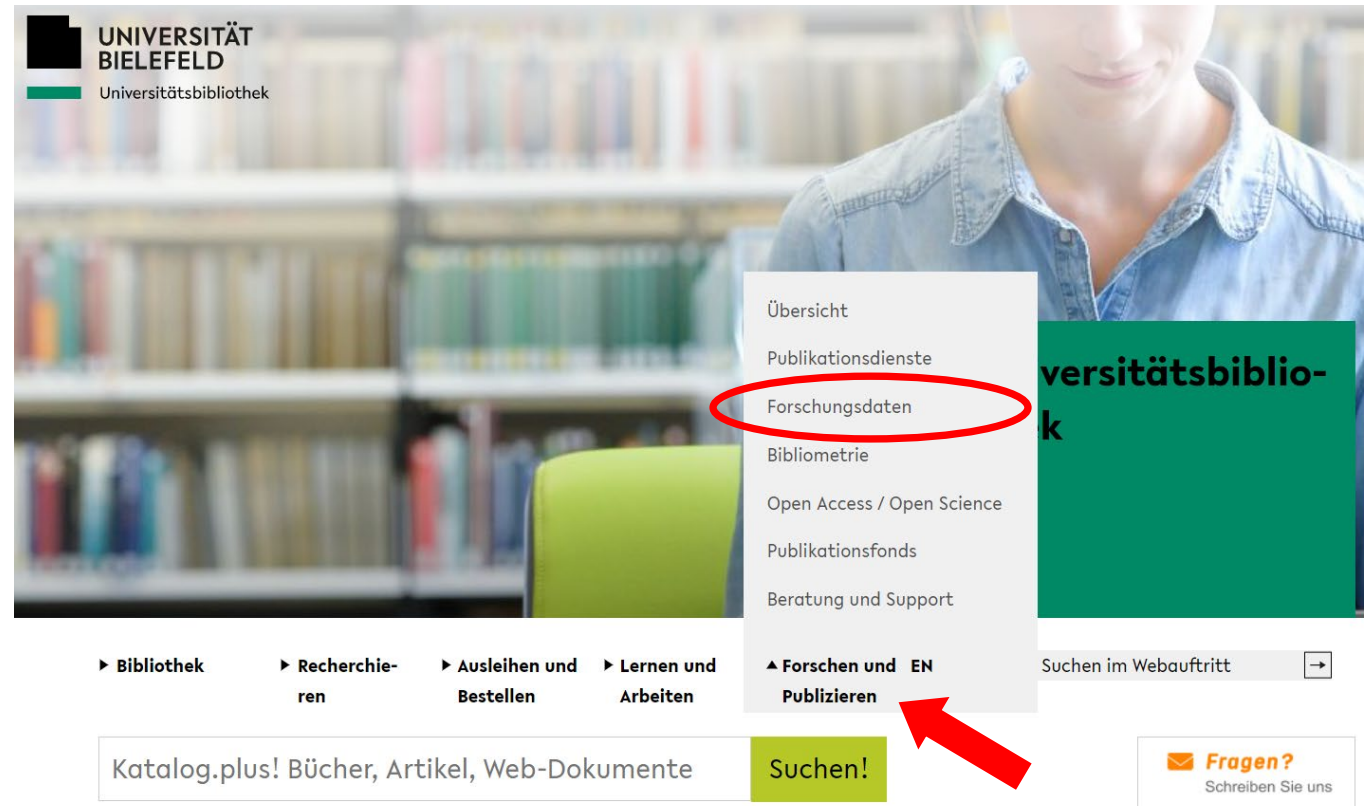 UNIVERSITÄT
BIELEFELD
Universitätsbibliothek
Übersicht
Publikationsdienste
Forschungsdaten
Bibliometrie
Open Access / Open Science
Publikationsfonds
Beratung und Support
versitätsbiblio-
k
Bibliothek
Recherchie-
ren
Ausleihen und
Bestellen
Lernen und
Arbeiten
Forschen und
Publizieren
EN
Suchen im Webauftritt
Katalog.plus! Bücher, Artikel, Web-Dokumente
Suchen!
Fragen?
Schreiben Sie uns